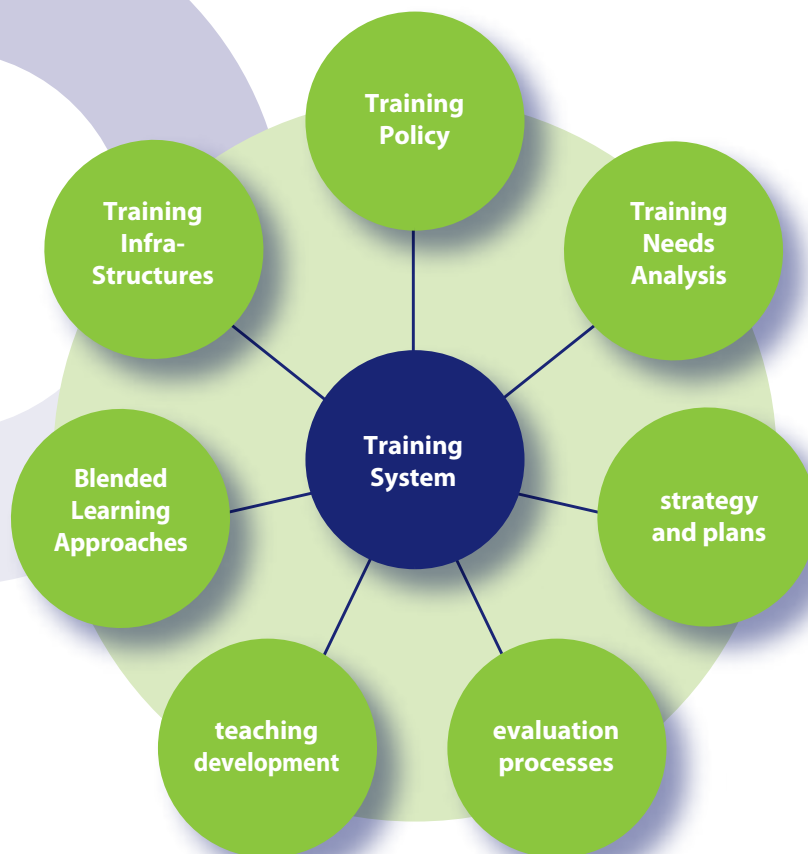 Training
Policy
Training
Needs
Analysis
strategy
and plans
evaluation
processes
teaching
development
Blended
Learning
Approaches
Training
Infra-
Structures
Training
System